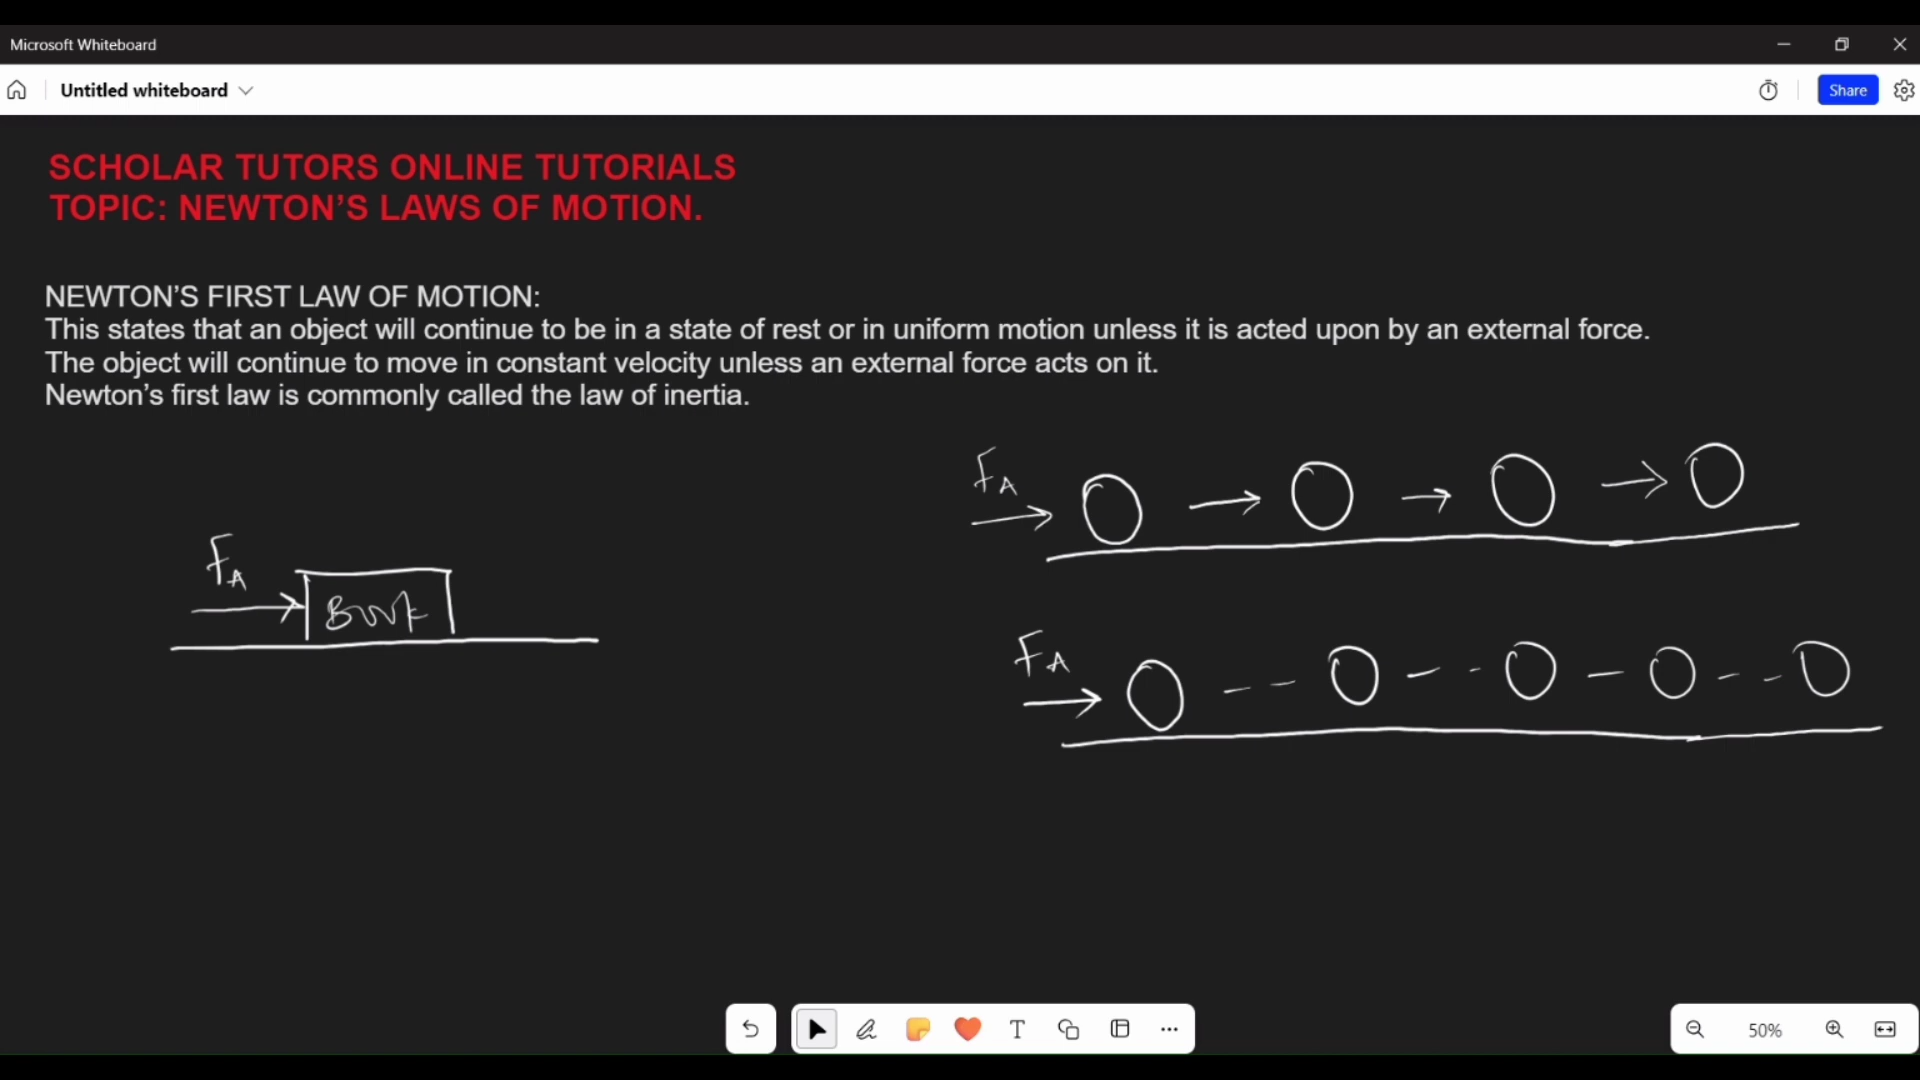 Microsoft Whiteboard
Untitled whiteboard
Share
SCHOLAR TUTORS ONLINE TUTORIALS
TOPIC: NEWTON’S LAWS OF MOTION.
NEWTON’S FIRST LAW OF MOTION:
This states that an object will continue to be in a state of rest or in uniform motion unless it is acted upon by an external force.
The object will continue to move in constant velocity unless an external force acts on it.
Newton’s first law is commonly called the law of inertia.
FA
FA
Book
FA
50%